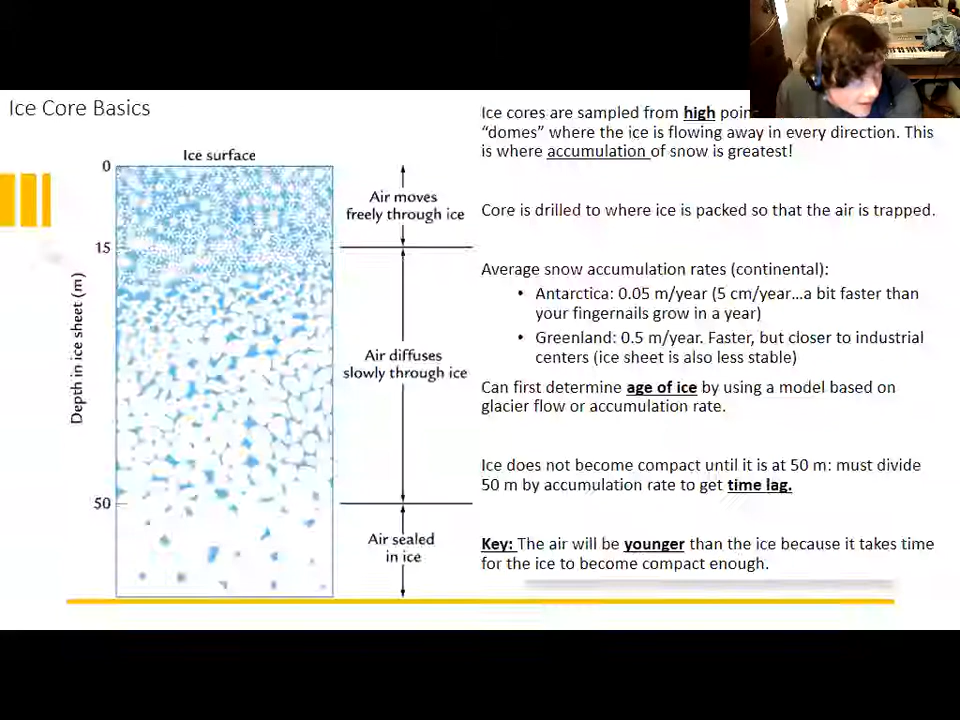 Ice Core Basics
Ice surface
0
15
50
Depth in ice sheet (m)
Air moves
freely through ice
Air diffuses
slowly through ice
Air sealed
in ice
Ice cores are sampled from high
"domes" where the ice is flowing away in every direction. This
is where accumulation of snow is greatest!
Core is drilled to where ice is packed so that the air is trapped.
Average snow accumulation rates (continental):
• Antarctica: 0.05 m/year (5 cm/year...a bit faster than
your fingernails grow in a year)
• Greenland: 0.5 m/year. Faster, but closer to industrial
centers (ice sheet is also less stable)
Can first determine age of ice by using a model based on
glacier flow or accumulation rate.
Ice does not become compact until it is at 50 m: must divide
50 m by accumulation rate to get time lag.
Key: The air will be younger than the ice because it takes time
for the ice to become compact enough.